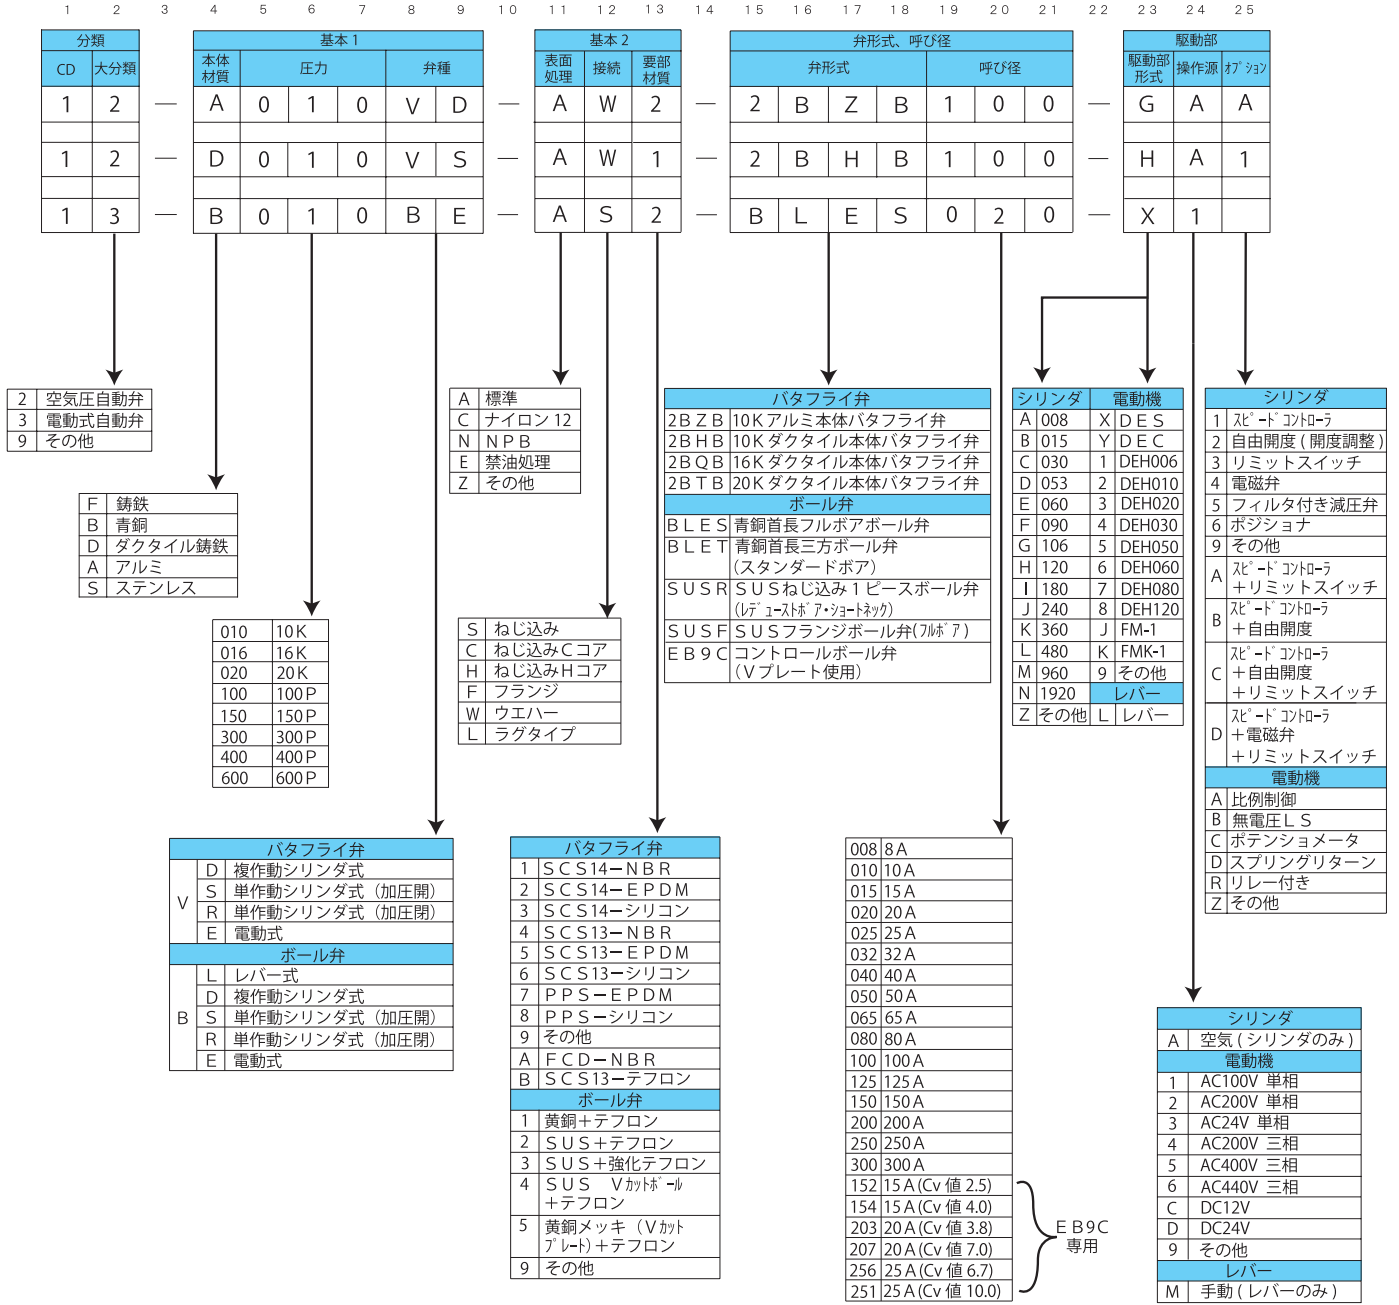 1 2 3 4 5 6 7 8 9 10 11 12 13 14 15 16 17 18 19 20 21 22 23 24 25
分類 基本1 基本2 弁形式、呼び径 駆動部
CD 大分類 本体材質 圧力 弁種 表面処理 接続 要部材質 弁形式 呼び径 駆動部形式 操作源 オプション
1 2 — A 0 1 0 V D — A W 2 — 2 B Z B 1 0 0 — G A A
1 2 — D 0 1 0 V S — A W 1 — 2 B H B 1 0 0 — H A 1
1 3 — B 0 1 0 B E — A S 2 — B L E S 0 2 0 — X 1
2 空気圧自動弁
3 電動式自動弁
9 その他
F 鋳鉄
B 青銅
D ダクタイル鋳鉄
A アルミ
S ステンレス
010 10K
016 16K
020 20K
100 100P
150 150P
300 300P
400 400P
600 600P
バタフライ弁
V
D 複作動シリンダ式
S 単作動シリンダ式（加圧開）
R 単作動シリンダ式（加圧閉）
E 電動式
ボール弁
B
L レバー式
D 複作動シリンダ式
S 単作動シリンダ式（加圧開）
R 単作動シリンダ式（加圧閉）
E 電動式
A 標準
C ナイロン12
N NPB
E 禁油処理
Z その他
S ねじ込み
C ねじ込みCコア
H ねじ込みHコア
F フランジ
W ウエハー
L ラグタイプ
バタフライ弁
1 SCS14－NBR
2 SCS14－EPDM
3 SCS14－シリコン
4 SCS13－NBR
5 SCS13－EPDM
6 SCS13－シリコン
7 PPS－EPDM
8 PPS－シリコン
9 その他
A FCD－NBR
B SCS13－テフロン
ボール弁
1 黄銅＋テフロン
2 SUS＋テフロン
3 SUS＋強化テフロン
4 SUS Vカットボール
＋テフロン
5 黄銅メッキ（Vカット
プレート)＋テフロン
9 その他
バタフライ弁
2BZB 10Kアルミ本体バタフライ弁
2BHB 10Kダクタイル本体バタフライ弁
2BQB 16Kダクタイル本体バタフライ弁
2BTB 20Kダクタイル本体バタフライ弁
ボール弁
BLES 青銅首長フルボアボール弁
BLET 青銅首長三方ボール弁
(スタンダードボア)
SUSR SUSねじ込み1ピースボール弁
(レデューストボア・ショートネック)
SUSF SUSフランジボール弁(フルボア)
EB9C コントロールボール弁
(Vプレート使用)
008 8A
010 10A
015 15A
020 20A
025 25A
032 32A
040 40A
050 50A
065 65A
080 80A
100 100A
125 125A
150 150A
200 200A
250 250A
300 300A
152 15A(Cv値2.5)
154 15A(Cv値4.0)
203 20A(Cv値3.8)
207 20A(Cv値7.0)
256 25A(Cv値6.7)
251 25A(Cv値10.0)
EB9C
専用
シリンダ 電動機
A 008 X DES
B 015 Y DEC
C 030 1 DEH006
D 053 2 DEH010
E 060 3 DEH020
F 090 4 DEH030
G 106 5 DEH050
H 120 6 DEH060
I 180 7 DEH080
J 240 8 DEH120
K 360 J FM-1
L 480 K FMK-1
M 960 9 その他
N 1920 レバー
Z その他 L レバー
シリンダ
1 スピードコントローラ
2 自由開度(開度調整)
3 リミットスイッチ
4 電磁弁
5 フィルタ付き減圧弁
6 ポジショナ
9 その他
A スピードコントローラ
＋リミットスイッチ
B スピードコントローラ
＋自由開度
C スピードコントローラ
＋自由開度
＋リミットスイッチ
D スピードコントローラ
＋電磁弁
＋リミットスイッチ
電動機
A 比例制御
B 無電圧LS
C ポテンショメータ
D スプリングリターン
R リレー付き
Z その他
シリンダ
A 空気(シリンダのみ)
電動機
1 AC100V 単相
2 AC200V 単相
3 AC24V 単相
4 AC200V 三相
5 AC400V 三相
6 AC440V 三相
C DC12V
D DC24V
9 その他
レバー
M 手動(レバーのみ)